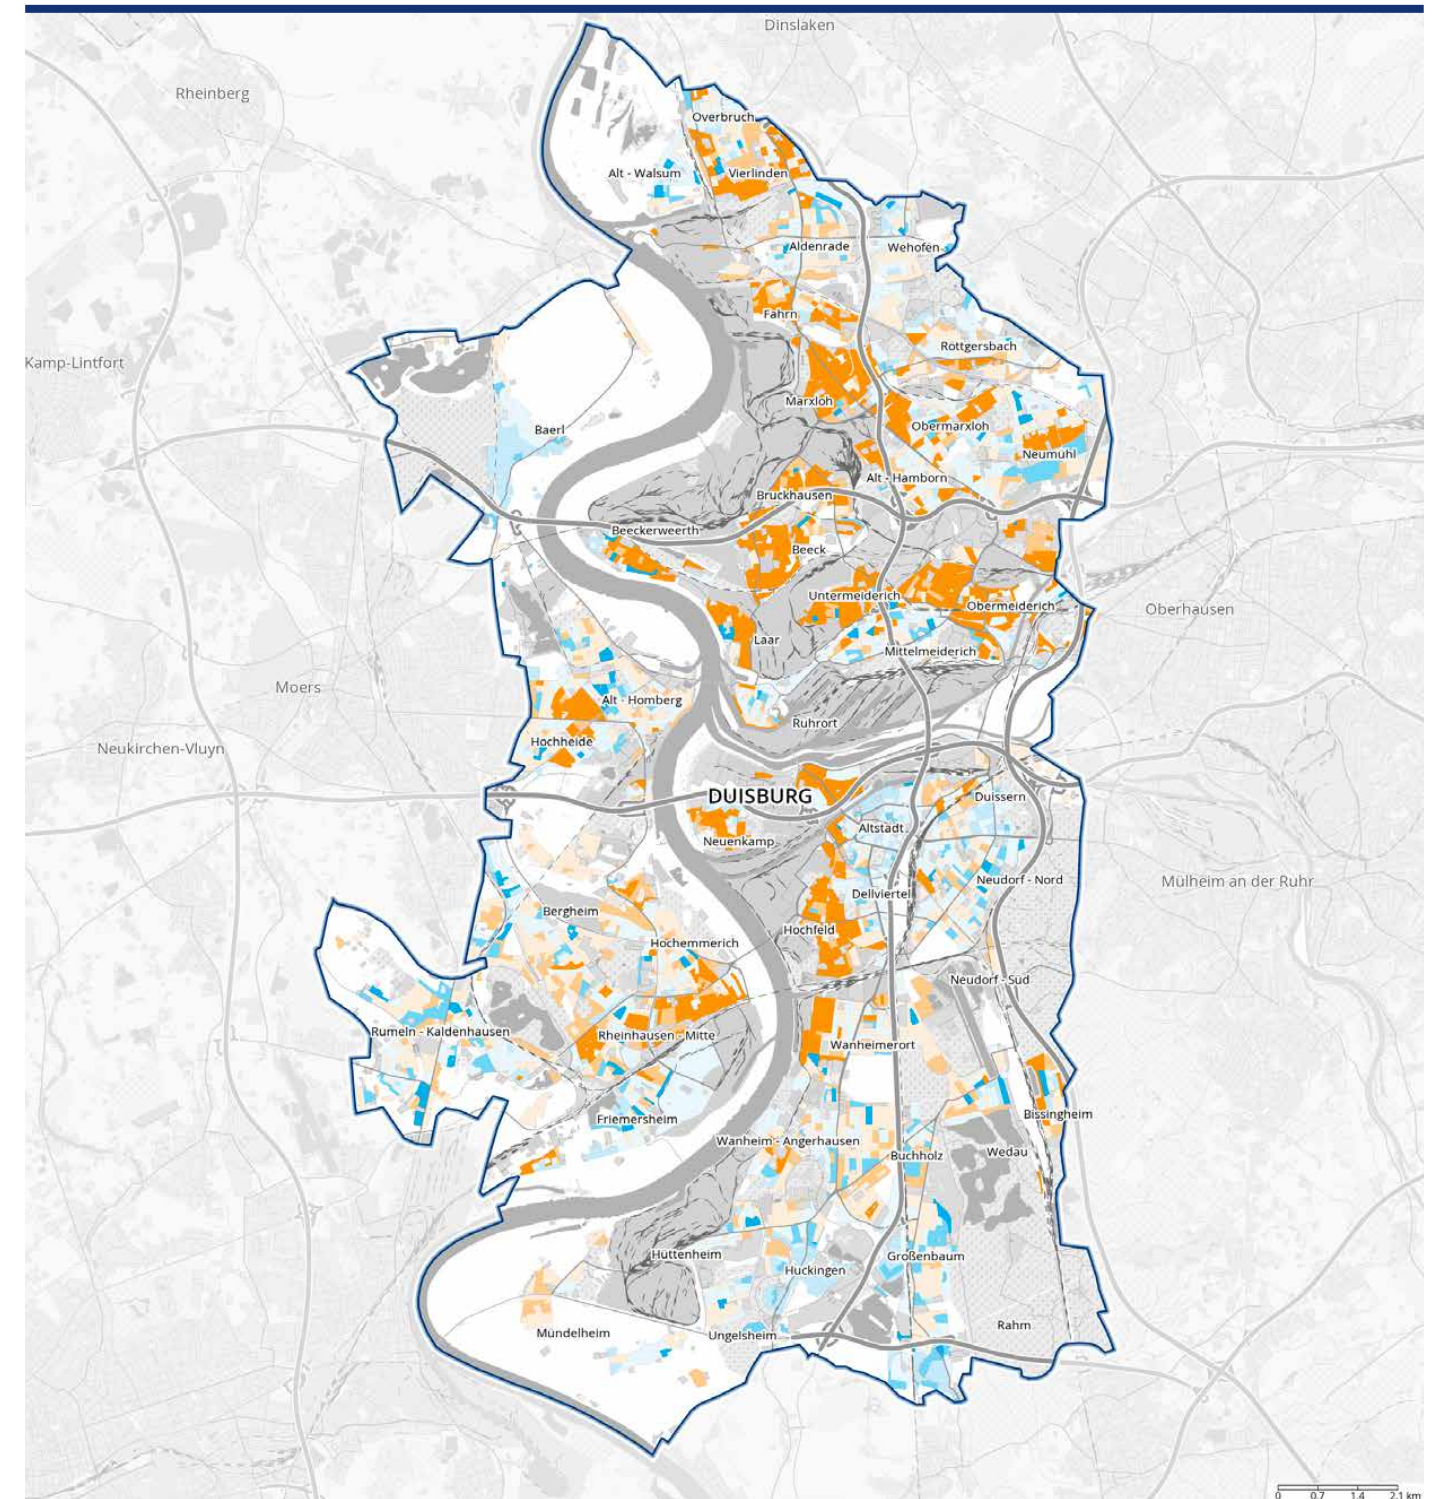 Dinslaken
Rheinberg
Overbruch
Alt - Walsum
Vierlinden
Aldenrade
Wehofen
Fahrn
Röttgersbach
Kamp-Lintfort
Marxloh
Obermarxloh
Baerl
Neumühl
Alt - Hamborn
Bruckhausen
Beeckerweerth
Beeck
Untermeiderich
Obermeiderich
Oberhausen
Laar
Mittelmeiderich
Moers
Alt - Homberg
Ruhrort
Hochheide
Neukirchen-Vluyn
DUISBURG
Duissern
Altstadt
Neuenkamp
Neudorf - Nord
Mülheim an der Ruhr
Dellviertel
Bergheim
Hochfeld
Hochemmerich
Neudorf - Süd
Rumeln - Kaldenhausen
Rheinhausen - Mitte
Wanheimerort
Bissingheim
Friemersheim
Wanheim - Angerhausen
Wedau
Buchholz
Hüttenheim
Großenbaum
Huckingen
Rahm
Mündelheim
Ungelsheim
0 0.7 1.4 2.1 km